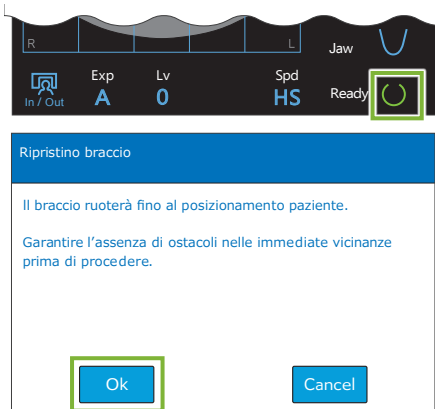 R L Jaw
Exp Lv Spd
In / Out A 0 HS Ready
Ripristino braccio
Il braccio ruoterà fino al posizionamento paziente.
Garantire l'assenza di ostacoli nelle immediate vicinanze
prima di procedere.
Ok Cancel